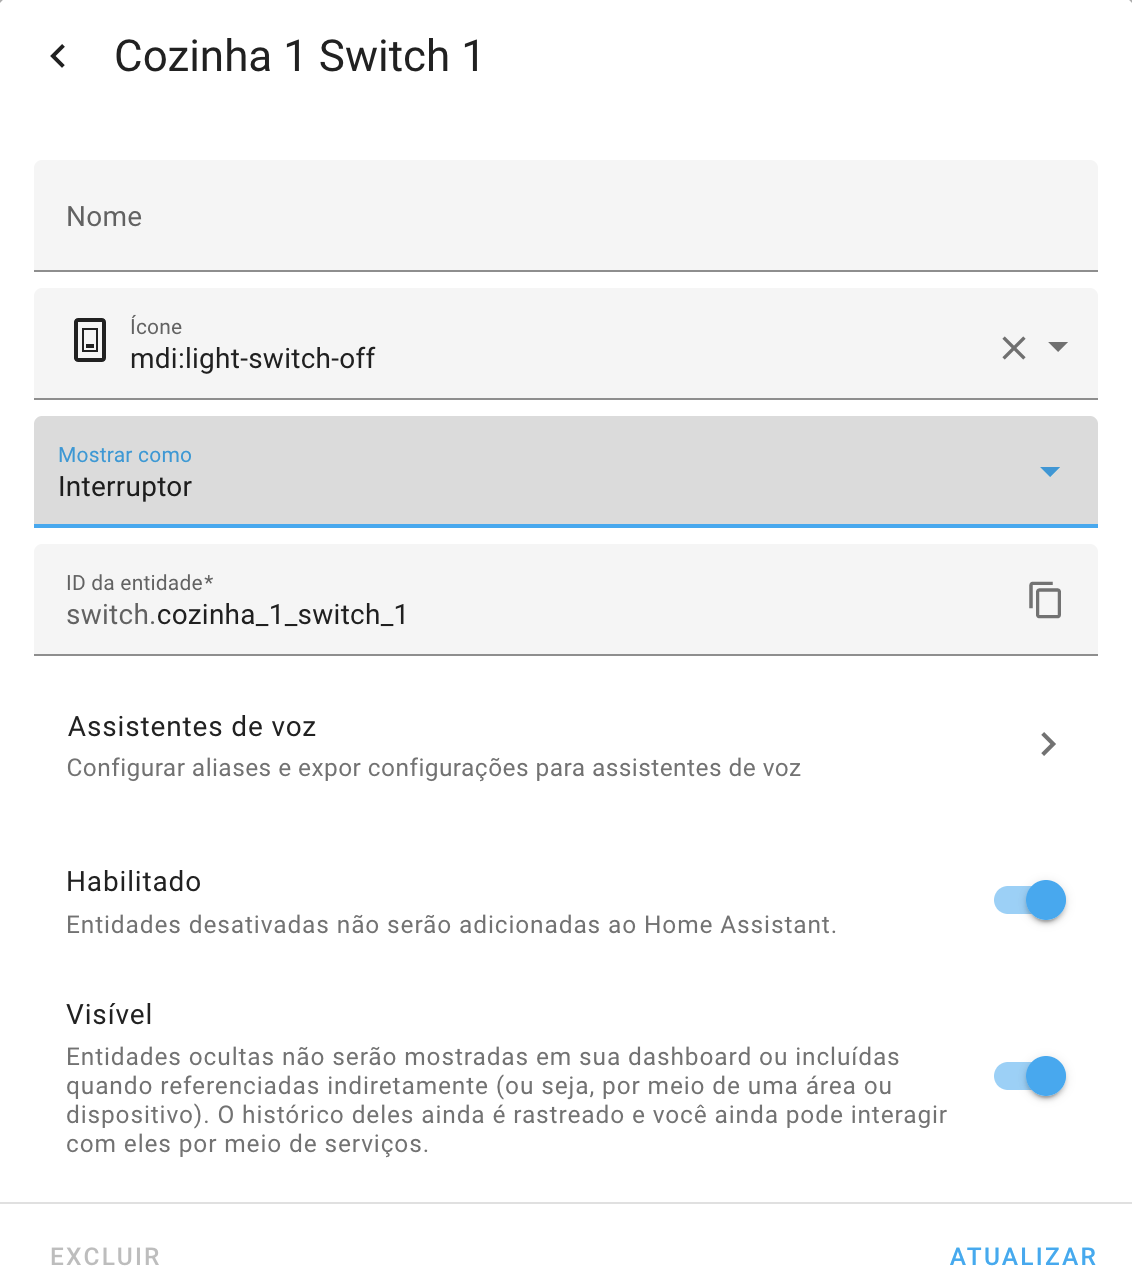 Cozinha 1 Switch 1
Nome
Ícone
mdi:light-switch-off
Mostrar como
Interruptor
ID da entidade*
switch.cozinha_1_switch_1
Assistentes de voz
Configurar aliases e expor configurações para assistentes de voz
Habilitado
Entidades desativadas não serão adicionadas ao Home Assistant.
Visível
Entidades ocultas não serão mostradas em sua dashboard ou incluídas
quando referenciadas indiretamente (ou seja, por meio de uma área ou
dispositivo). O histórico deles ainda é rastreado e você ainda pode interagir
com eles por meio de serviços.
EXCLUIR
ATUALIZAR